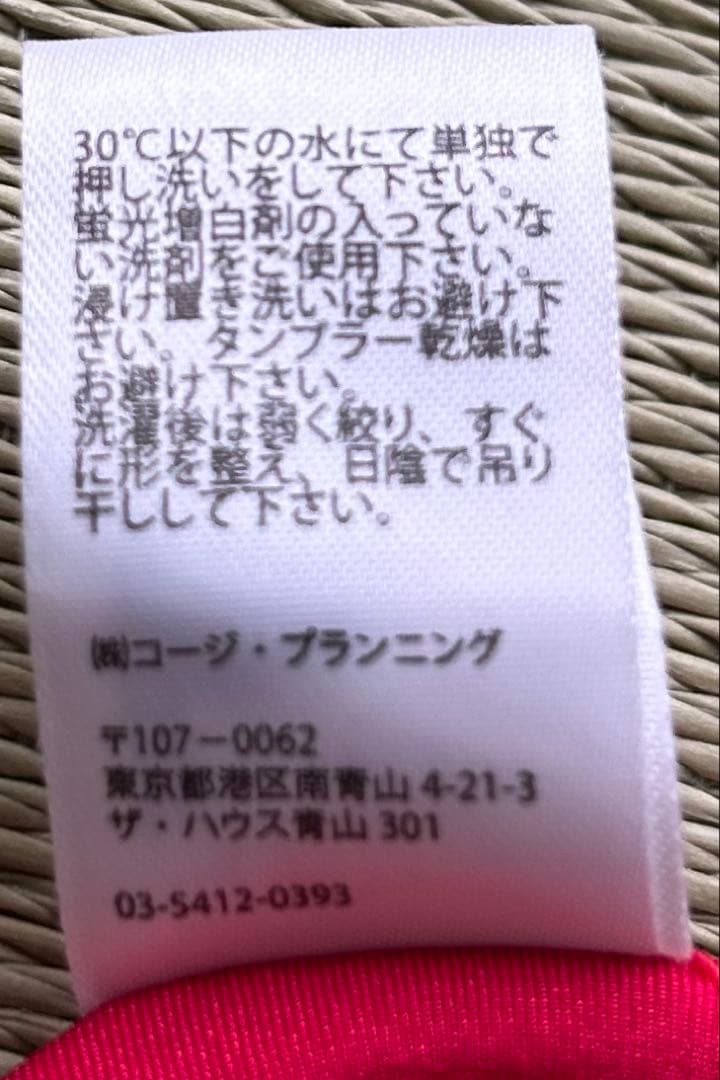 30℃以下の水にて単独で
押し洗いをして下さい。
蛍光増白剤の入っていな
い洗剤をご使用下さい。
浸け置き洗いはお避け下
さい。タンブラー乾燥は
お避け下さい。
洗濯後は弱く絞り、すぐ
に形を整え、日陰で吊り
干しして下さい。
㈱コージ・プランニング
〒107－0062
東京都港区南青山 4-21-3
ザ・ハウス青山 301
03-5412-0393